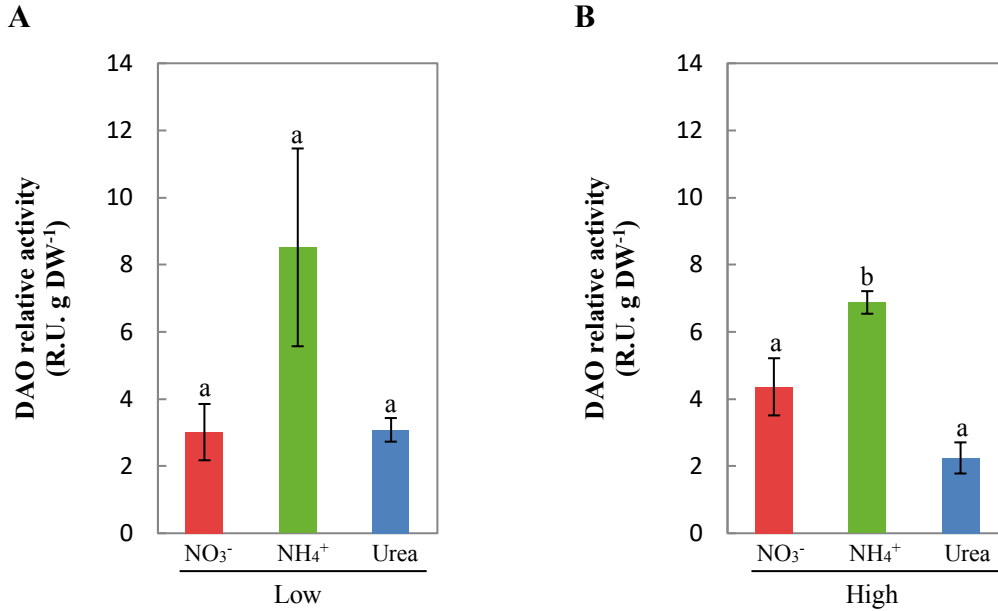 A
DAO relative activity
(R.U. g DW⁻¹)
14
12
10
8
6
4
2
0
a
a
a
NO₃⁻ NH₄⁺ Urea
Low
B
DAO relative activity
(R.U. g DW⁻¹)
14
12
10
8
6
4
2
0
a
b
a
NO₃⁻ NH₄⁺ Urea
High